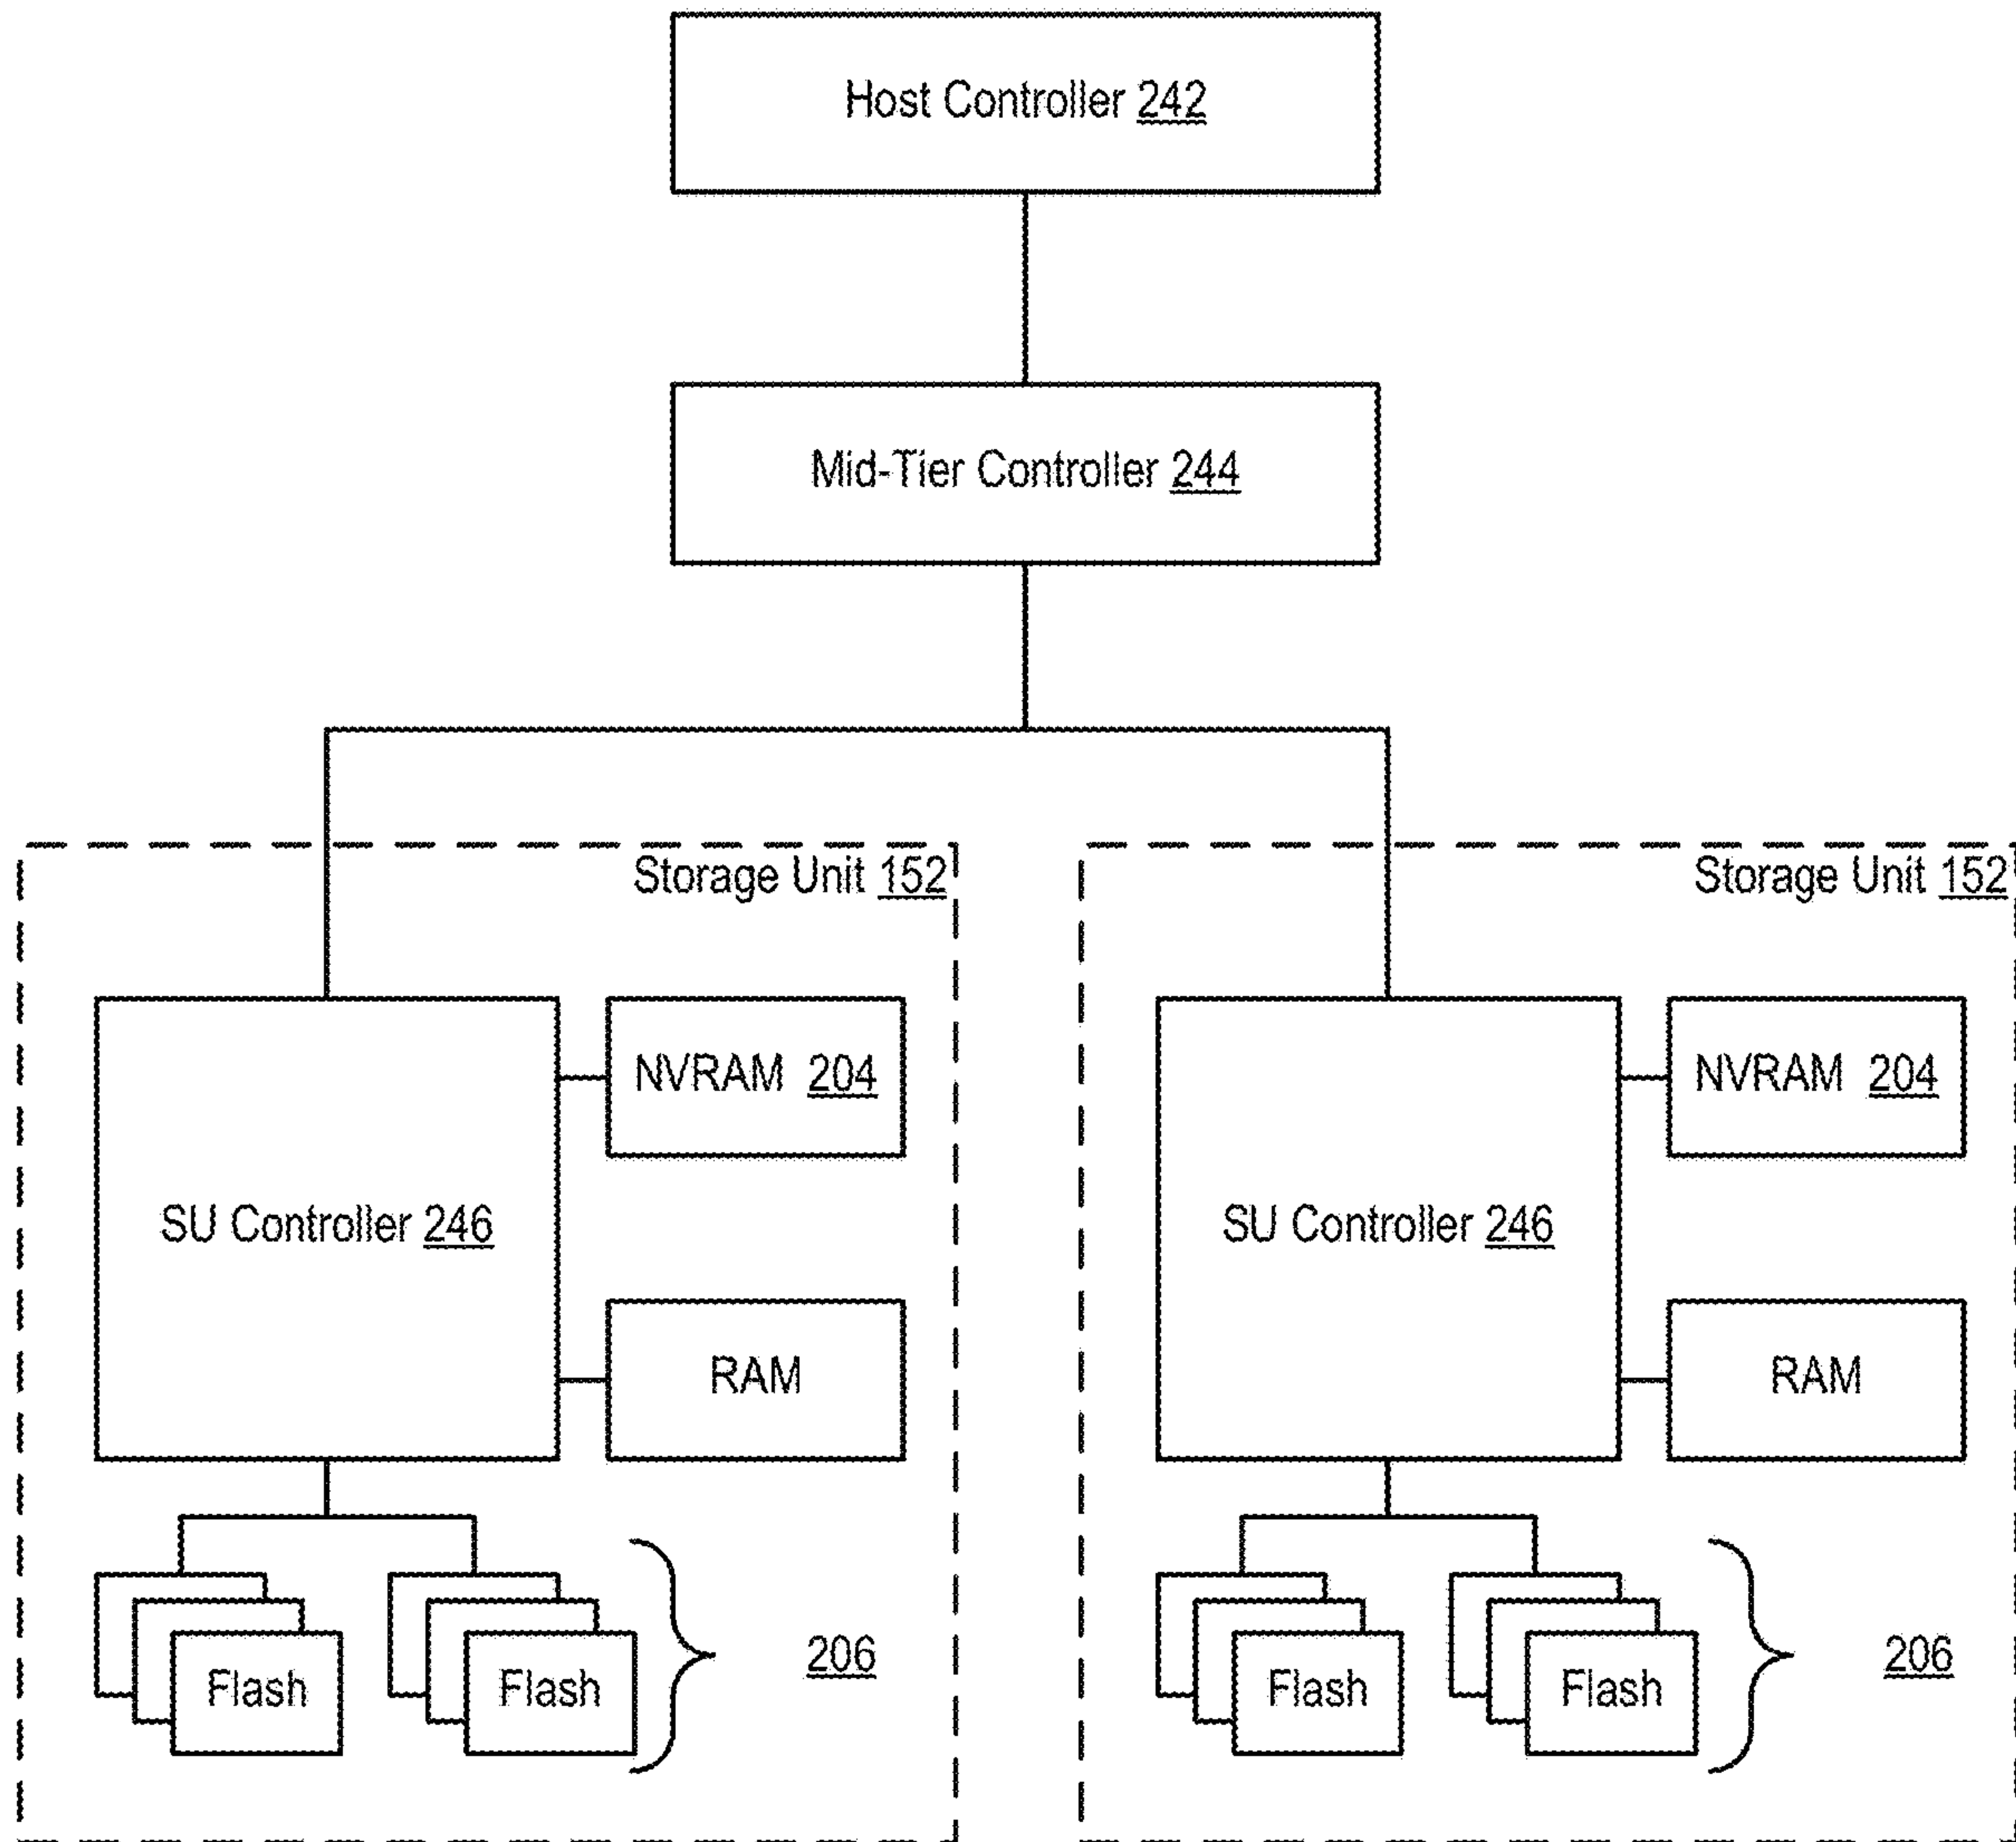 Host Controller 242
Mid-Tier Controller 244
Storage Unit 152
SU Controller 246
NVRAM 204
RAM
Flash
Flash
206
Storage Unit 152
SU Controller 246
NVRAM 204
RAM
Flash
Flash
206